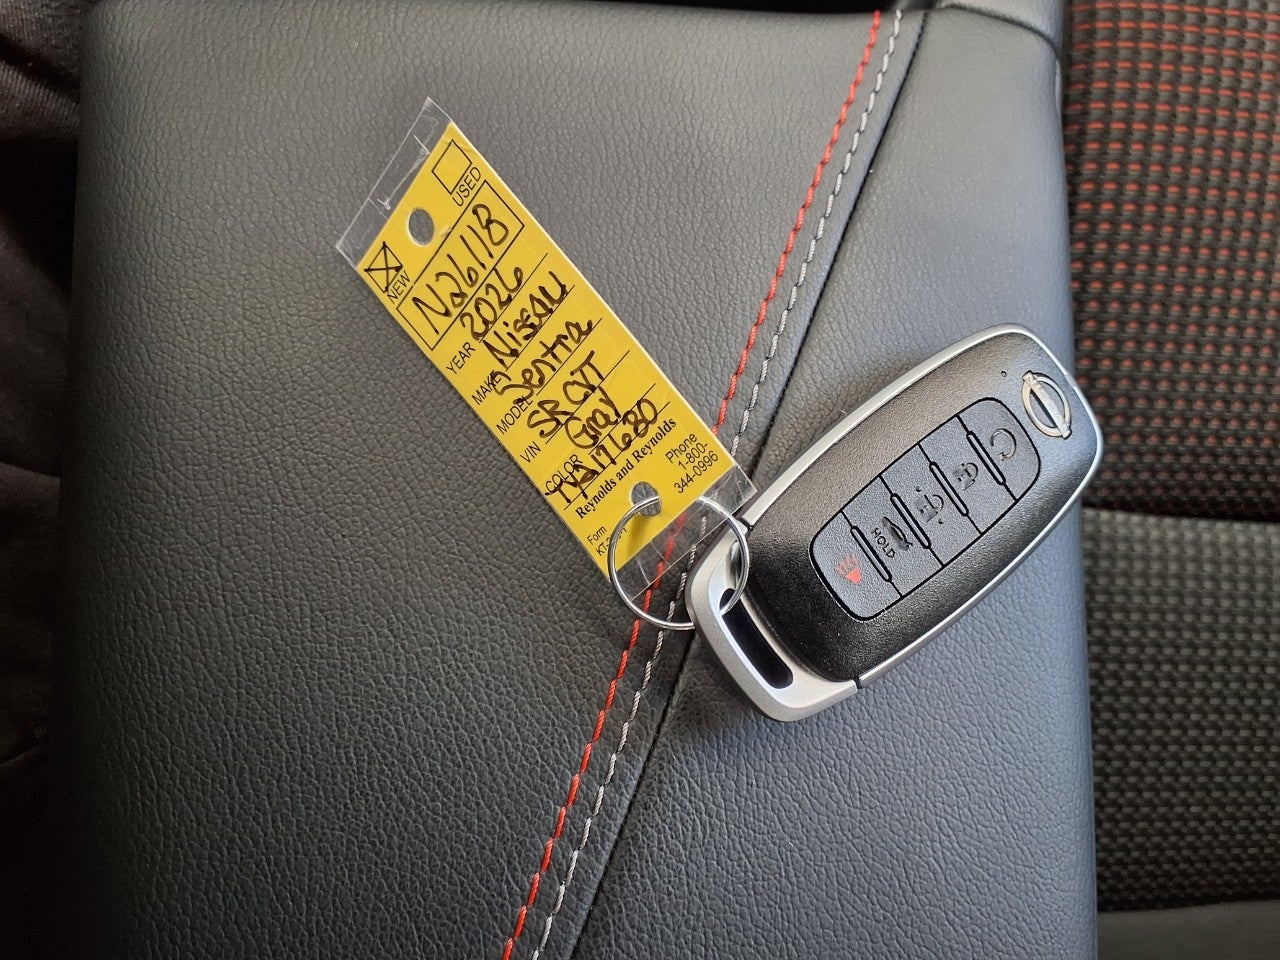 NEW
USED
N26118
YEAR 2026
MAKE Nissan
MODEL Sentra
VIN SR CVT
COLOR Gray
Reynolds and Reynolds
Form
Phone
1-800-
344-0996
HOLD